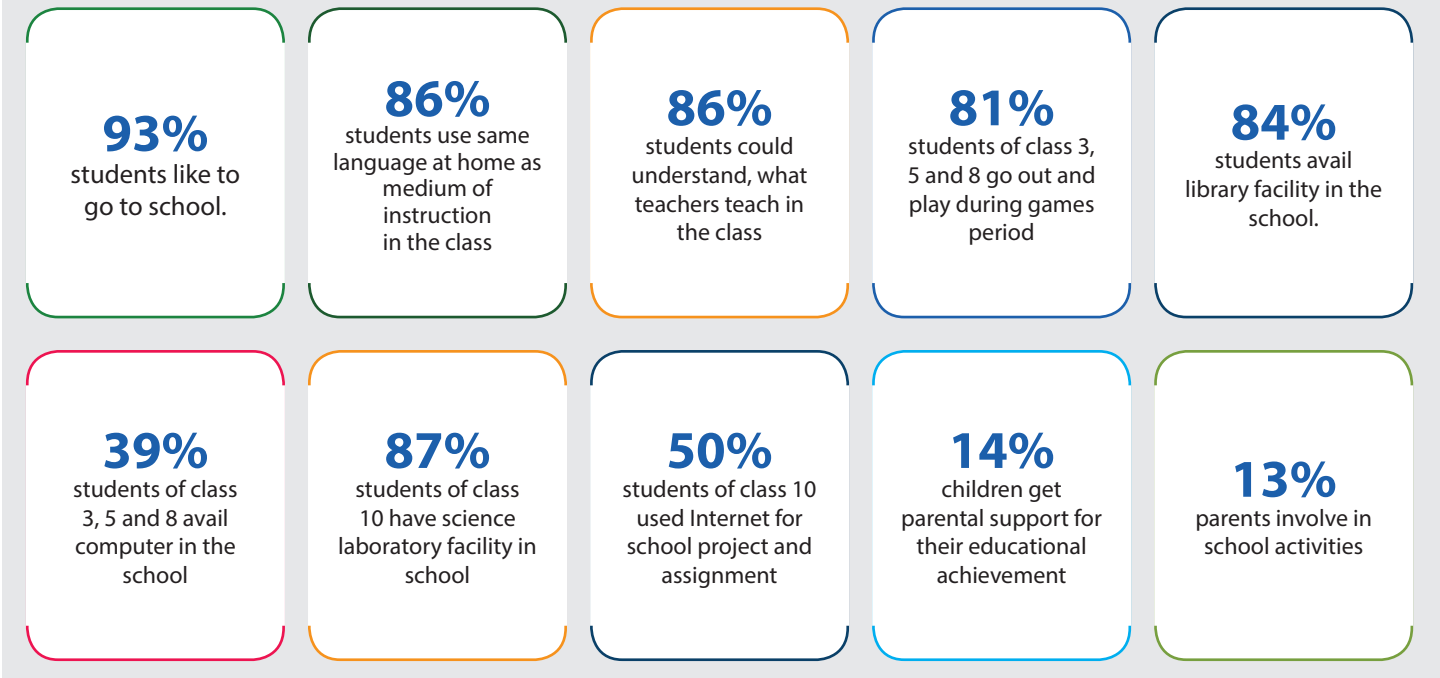 93%
students like to
go to school.
86%
students use same
language at home as
medium of
instruction
in the class
86%
students could
understand, what
teachers teach in
the class
81%
students of class 3,
5 and 8 go out and
play during games
period
84%
students avail
library facility in the
school.
39%
students of class
3, 5 and 8 avail
computer in the
school
87%
students of class
10 have science
laboratory facility in
school
50%
students of class 10
used Internet for
school project and
assignment
14%
children get
parental support for
their educational
achievement
13%
parents involve in
school activities